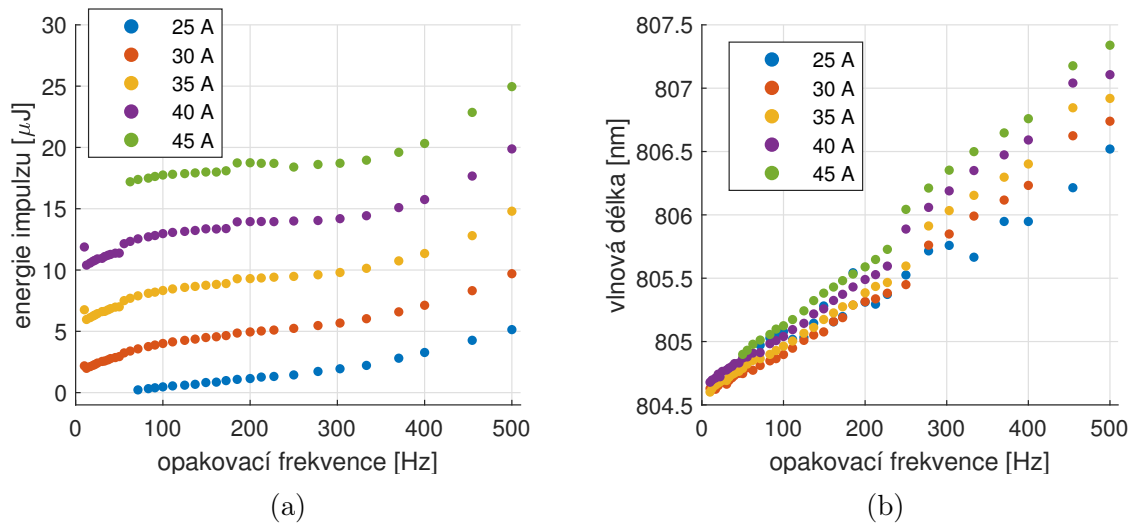 30
25
20
15
10
5
0
energie impulzu [μJ]
25 A
30 A
35 A
40 A
45 A
0 100 200 300 400 500
opakovací frekvence [Hz]
(a)
807.5
807
806.5
806
805.5
805
804.5
vlnová délka [nm]
25 A
30 A
35 A
40 A
45 A
0 100 200 300 400 500
opakovací frekvence [Hz]
(b)